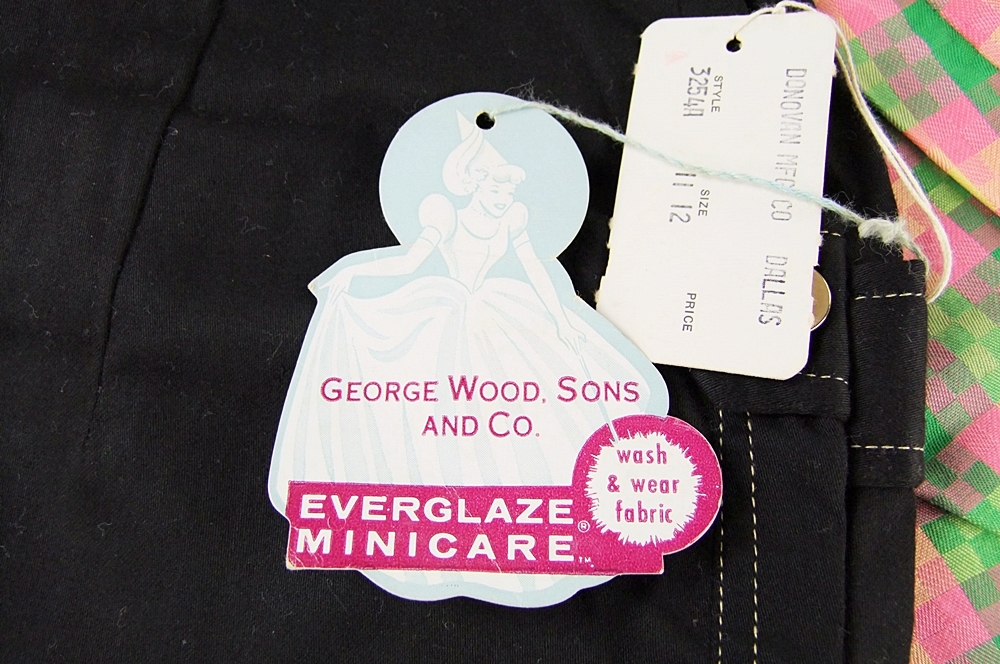 GEORGE WOOD, SONS
AND CO.
EVERGLAZE®
MINICARE™
wash
& wear
fabric
DONOVAN MFG CO DALLAS
STYLE SIZE PRICE
3254A 11 12